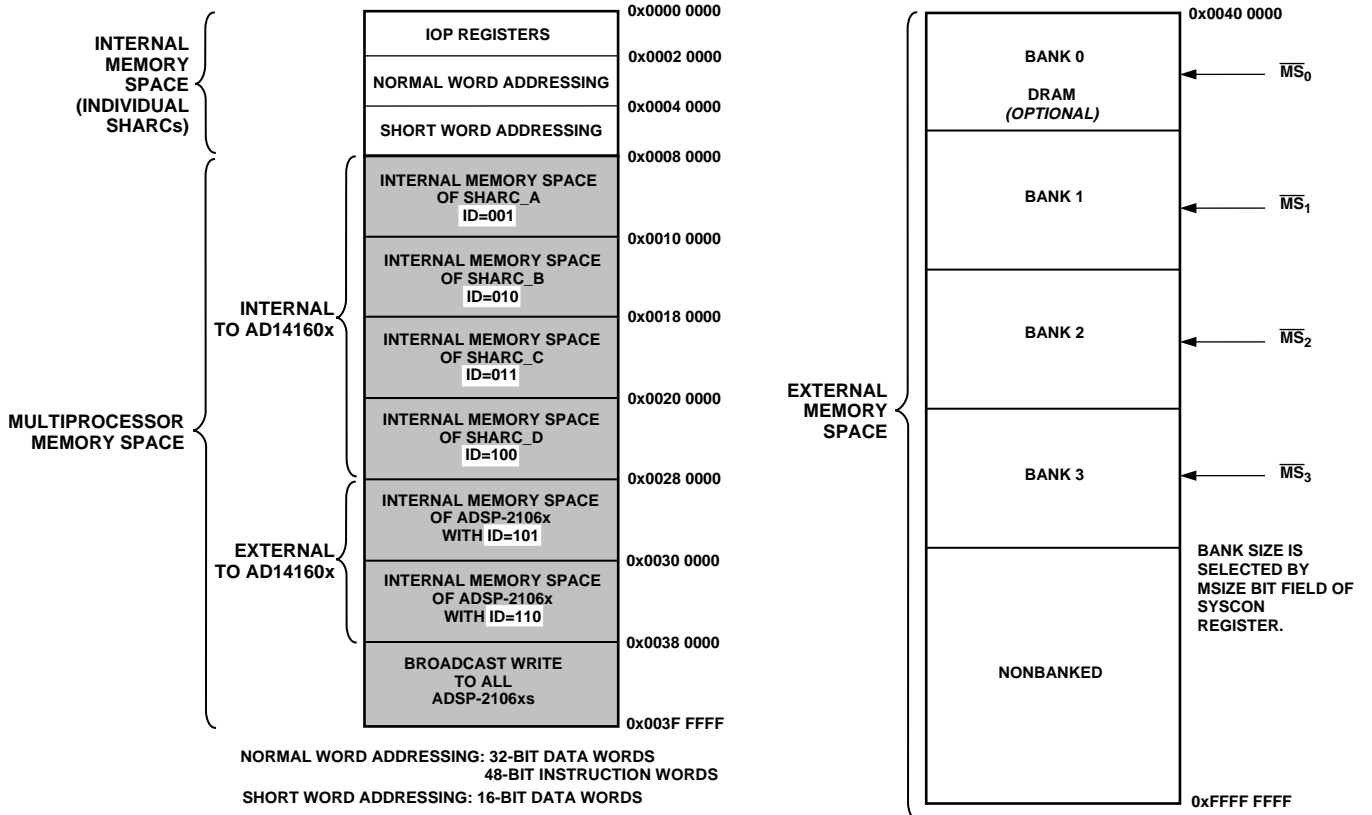 INTERNAL
MEMORY
SPACE
(INDIVIDUAL
SHARCs)
IOP REGISTERS
NORMAL WORD ADDRESSING
SHORT WORD ADDRESSING
0x0000 0000
0x0002 0000
0x0004 0000
0x0008 0000
MULTIPROCESSOR
MEMORY SPACE
INTERNAL
TO AD14160x
INTERNAL MEMORY SPACE
OF SHARC_A
ID=001
0x0010 0000
INTERNAL MEMORY SPACE
OF SHARC_B
ID=010
0x0018 0000
INTERNAL MEMORY SPACE
OF SHARC_C
ID=011
0x0020 0000
INTERNAL MEMORY SPACE
OF SHARC_D
ID=100
0x0028 0000
EXTERNAL
TO AD14160x
INTERNAL MEMORY SPACE
OF ADSP-2106x
WITH ID=101
0x0030 0000
INTERNAL MEMORY SPACE
OF ADSP-2106x
WITH ID=110
0x0038 0000
BROADCAST WRITE
TO ALL
ADSP-2106xs
0x003F FFFF
NORMAL WORD ADDRESSING: 32-BIT DATA WORDS
48-BIT INSTRUCTION WORDS
SHORT WORD ADDRESSING: 16-BIT DATA WORDS
EXTERNAL
MEMORY
SPACE
0x0040 0000
BANK 0
DRAM
(OPTIONAL)
MS0
BANK 1
MS1
BANK 2
MS2
BANK 3
MS3
BANK SIZE IS
SELECTED BY
MSIZE BIT FIELD OF
SYSCON
REGISTER.
NONBANKED
0xFFFF FFFF